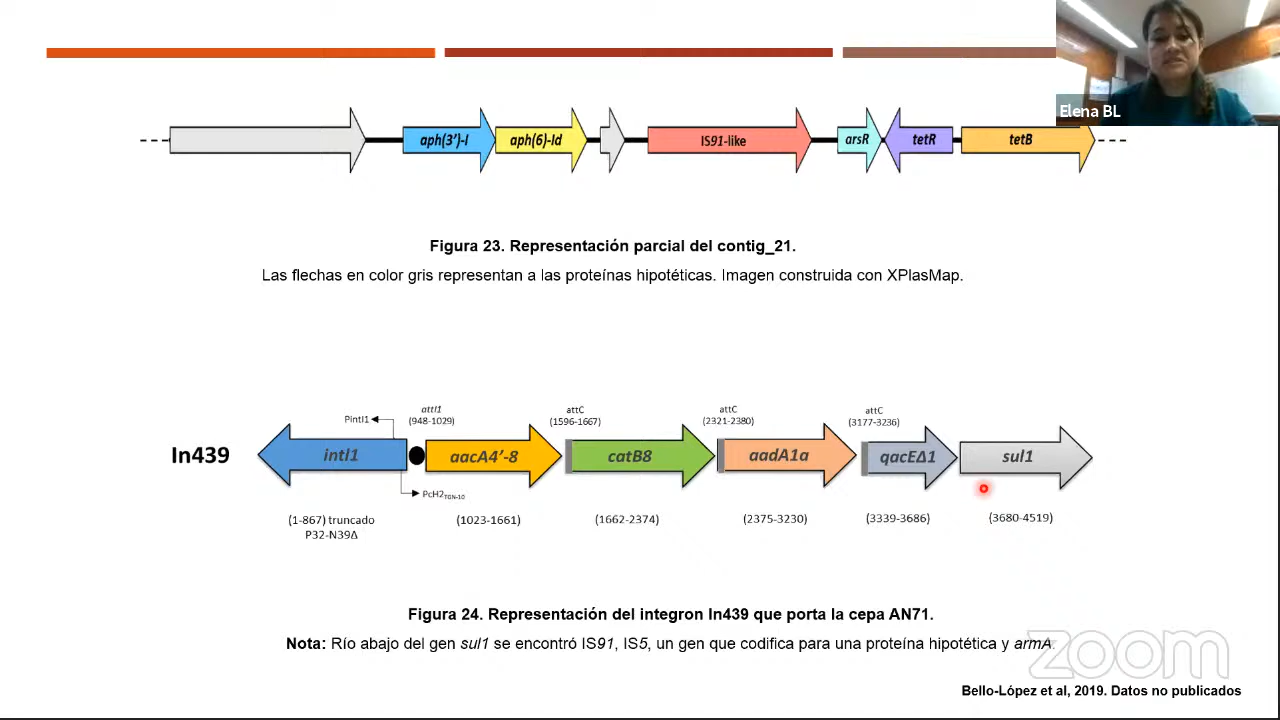 Elena BL
aph(3')-I aph(6)-Id IS91-like arsR tetR tetB
Figura 23. Representación parcial del contig_21.
Las flechas en color gris representan a las proteínas hipotéticas. Imagen construida con XPlasMap.
attI1 attC attC attC
PintI1 (948-1029) (1596-1667) (2321-2380) (3177-3236)
In439 intI1 aacA4'-8 catB8 aadA1a qacEΔ1 sul1
PcH2TGN-10
(1-867) truncado (1023-1661) (1662-2374) (2375-3230) (3339-3686) (3680-4519)
P32-N39Δ
Figura 24. Representación del integron In439 que porta la cepa AN71.
Nota: Río abajo del gen sul1 se encontró IS91, IS5, un gen que codifica para una proteína hipotética y armA.
zoom
Bello-López et al, 2019. Datos no publicados